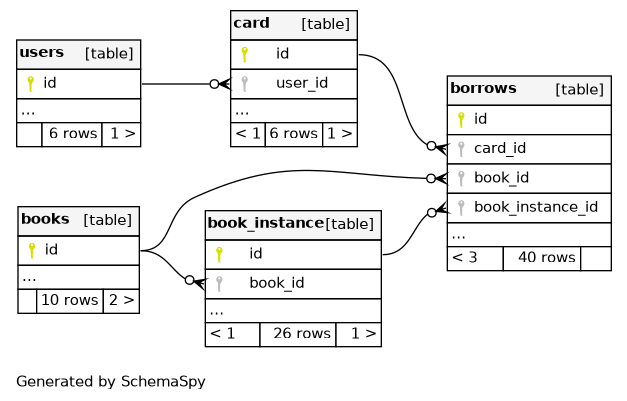 users [table]
id
...
6 rows 1 >
card [table]
id
user_id
...
< 1 6 rows 1 >
borrows [table]
id
card_id
book_id
book_instance_id
...
< 3 40 rows
books [table]
id
...
10 rows 2 >
book_instance [table]
id
book_id
...
< 1 26 rows 1 >
Generated by SchemaSpy